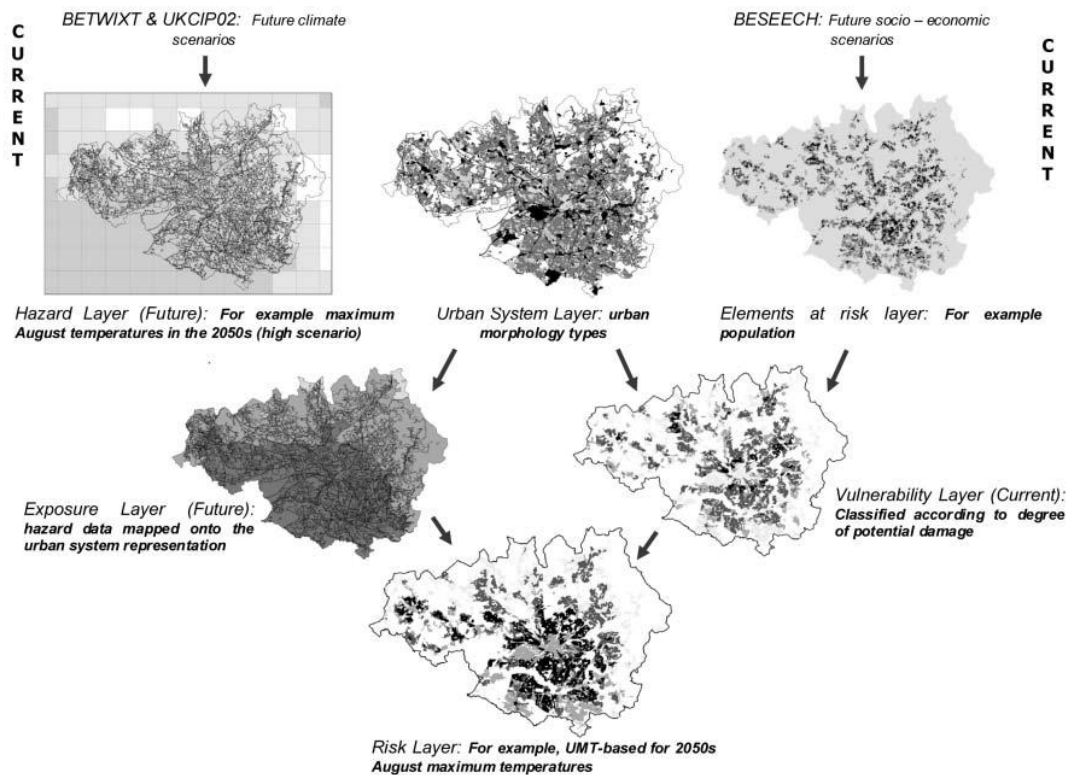 BETWIXT & UKCIP02: Future climate
scenarios
BESEECH: Future socio – economic
scenarios
CURRENT
CURRENT
Hazard Layer (Future): For example maximum
August temperatures in the 2050s (high scenario)
Urban System Layer: urban
morphology types
Elements at risk layer: For example
population
Exposure Layer (Future):
hazard data mapped onto the
urban system representation
Vulnerability Layer (Current):
Classified according to degree
of potential damage
Risk Layer: For example, UMT-based for 2050s
August maximum temperatures